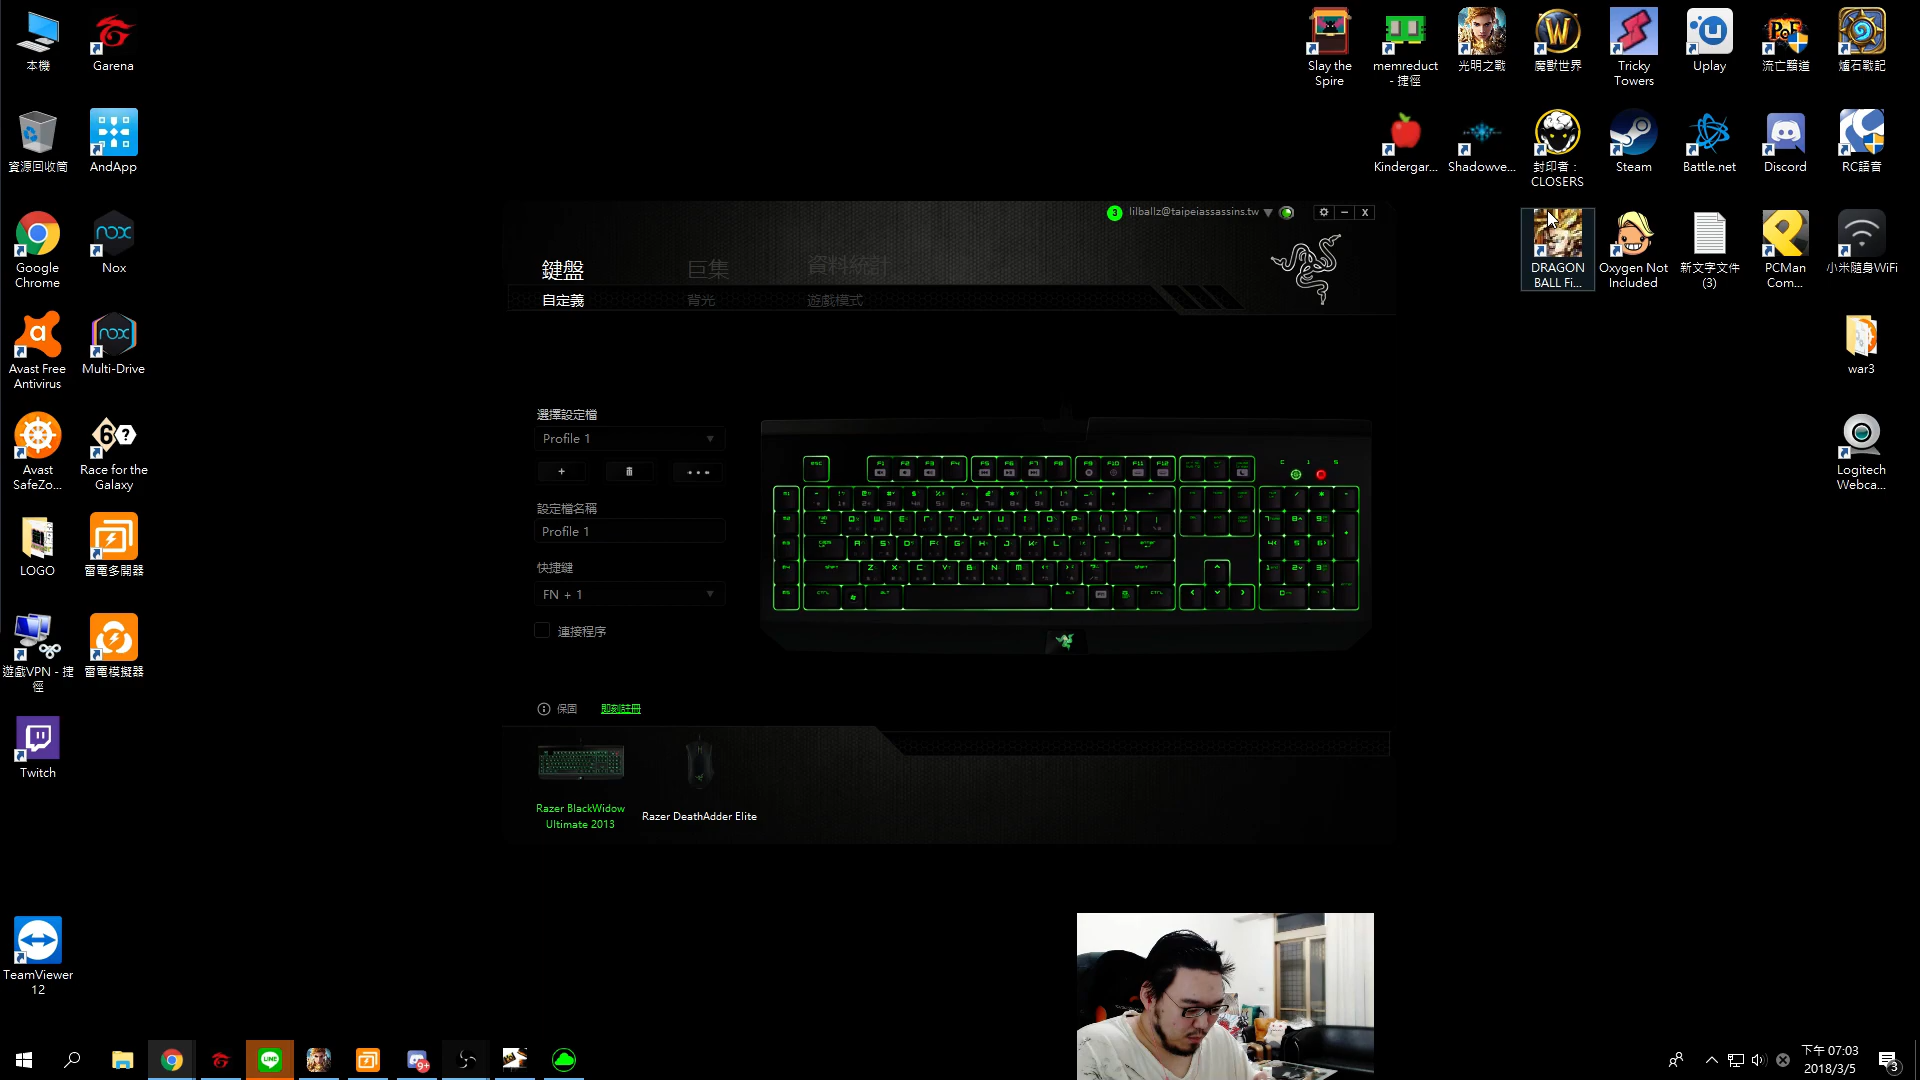 本機
Garena
資源回收筒
AndApp
Google
Chrome
Nox
Avast Free
Antivirus
Multi-Drive
Avast
SafeZo...
Race for the
Galaxy
LOGO
雷電多開器
遊戲VPN - 捷
徑
雷電模擬器
Twitch
TeamViewer
12
Slay the
Spire
memreduct
- 捷徑
光明之戰
魔獸世界
Tricky
Towers
Uplay
流亡黯道
爐石戰記
Kindergar...
Shadowve...
封印者：
CLOSERS
Steam
Battle.net
Discord
RC語音
DRAGON
BALL Fi...
Oxygen Not
Included
新文字文件
(3)
PCMan
Com...
小米隨身WiFi
war3
Logitech
Webca...
3
lilballz@taipeiassassins.tw
鍵盤
巨集
資料統計
自定義
背光
遊戲模式
選擇設定檔
Profile 1
設定檔名稱
Profile 1
快捷鍵
FN + 1
連接程序
保固
即刻註冊
Razer BlackWidow
Ultimate 2013
Razer DeathAdder Elite
下午 07:03
2018/3/5
3